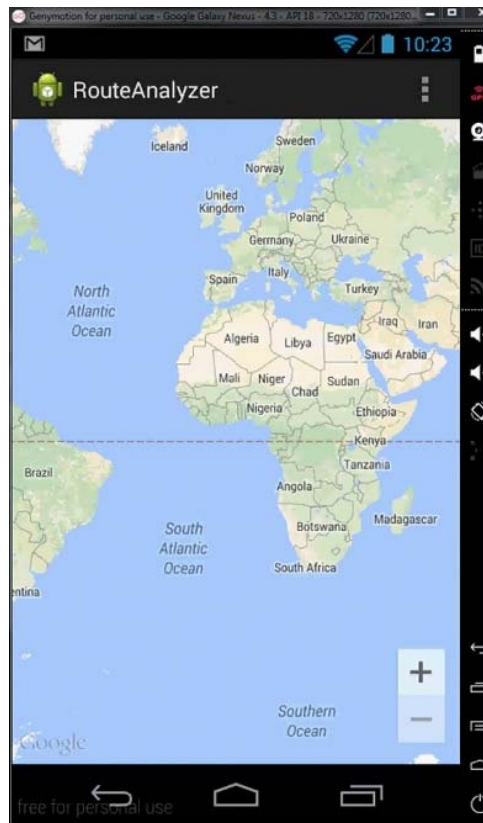 Genymotion for personal use - Google Galaxy Nexus - 4.3 - API 18 - 720x1280 (720x1280,
10:23
RouteAnalyzer
Iceland
Sweden
Norway
United
Kingdom
Poland
Germany
Ukraine
Spain
Italy
Turkey
North
Atlantic
Ocean
Iraq
Iran
Algeria
Libya
Egypt
Saudi Arabia
Mali
Niger
Chad
Sudan
Nigeria
Ethiopia
Kenya
Brazil
Tanzania
Angola
South
Atlantic
Ocean
Botswana
Madagascar
South Africa
entina
Southern
Ocean
Google
free for personal use